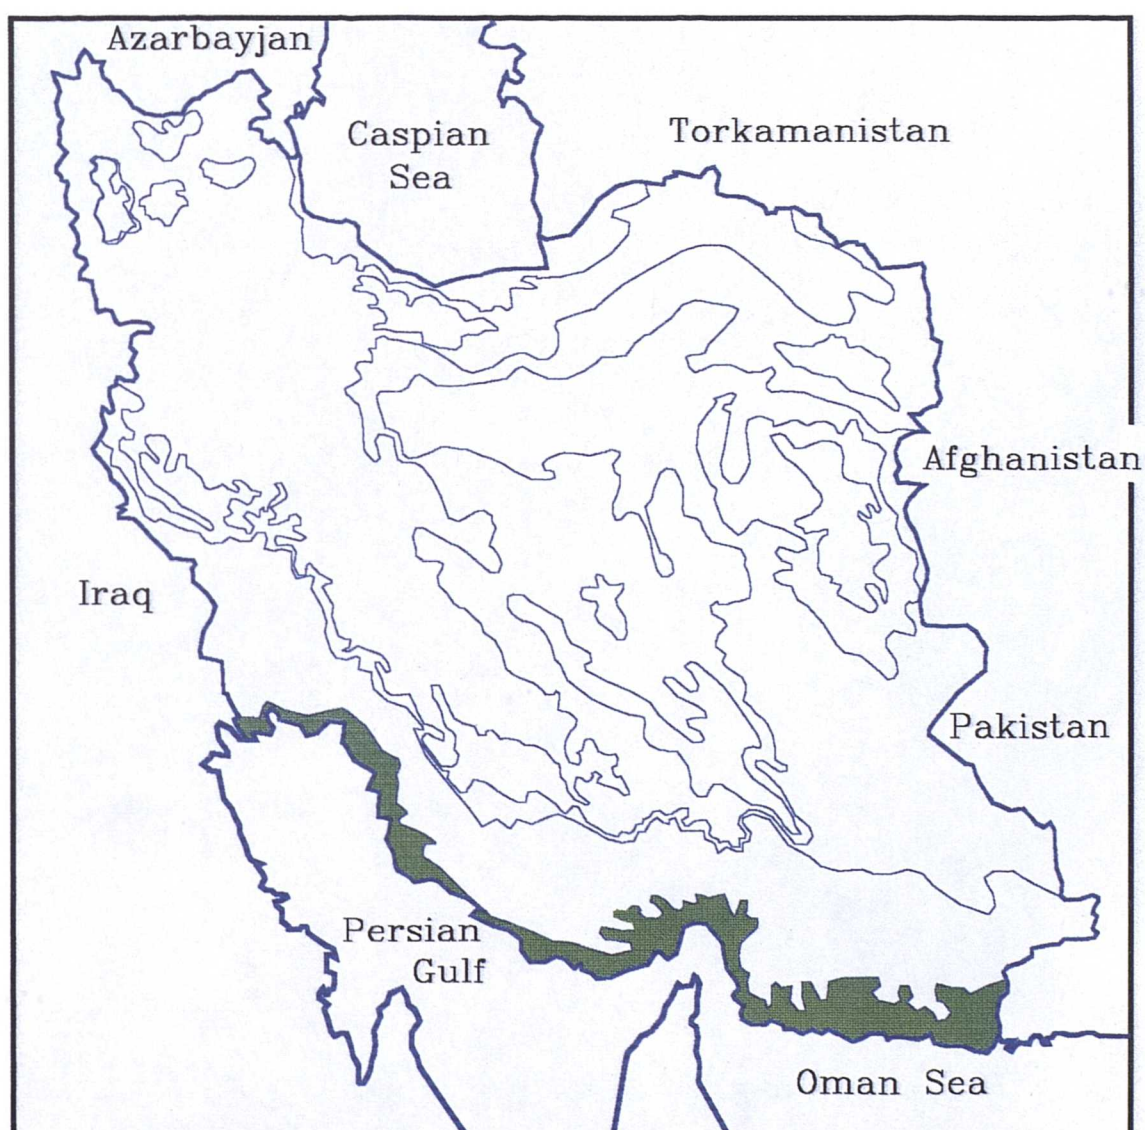 Azarbayjan
Caspian
Sea
Torkamanistan
Afghanistan
Iraq
Pakistan
Persian
Gulf
Oman Sea